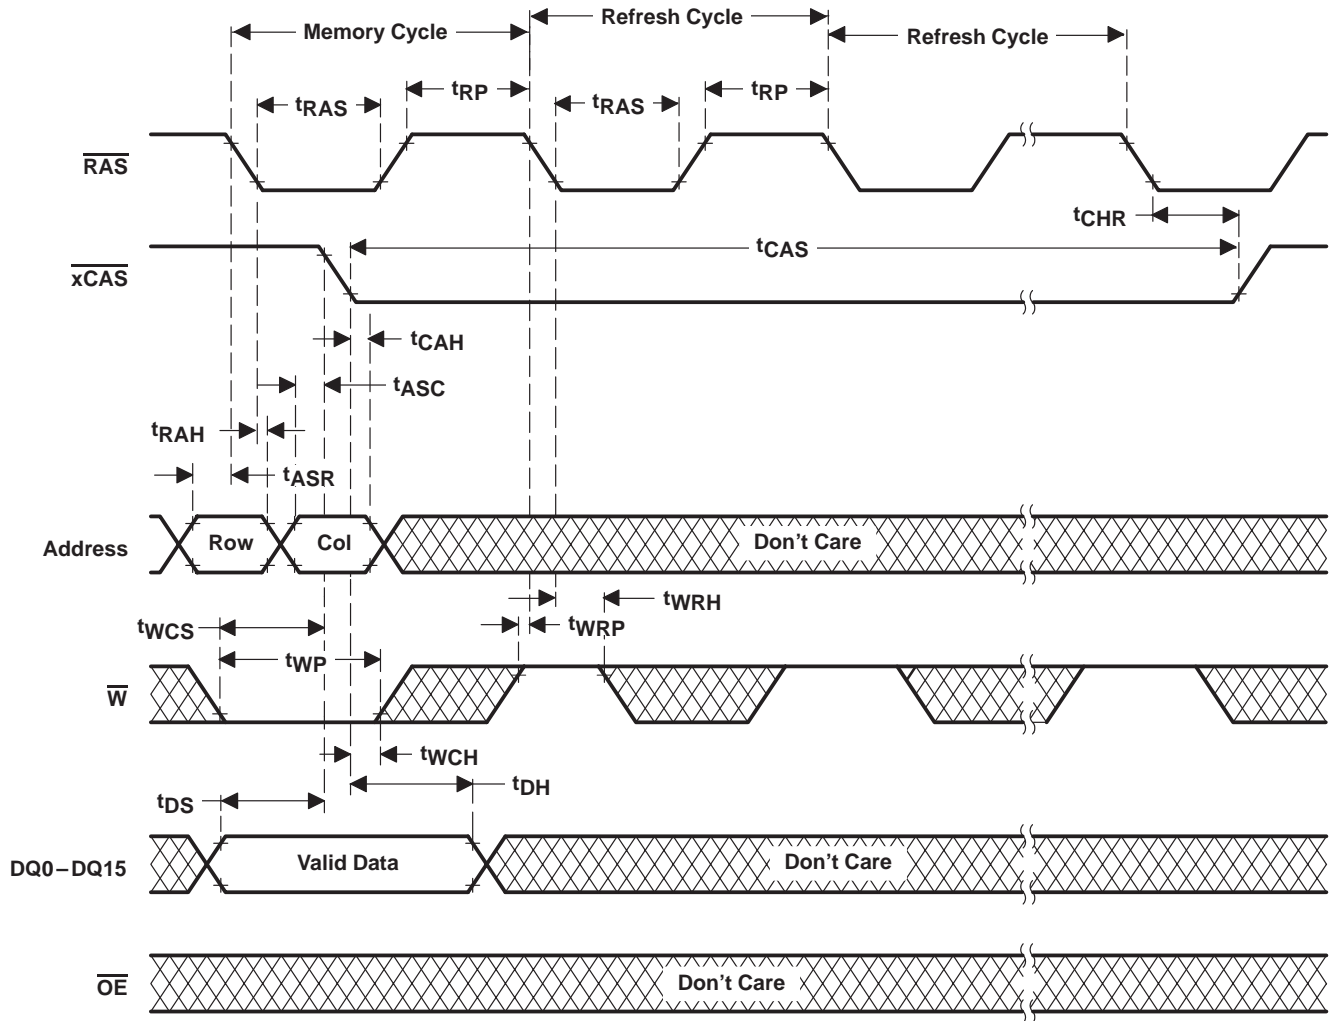 Memory Cycle
Refresh Cycle
Refresh Cycle
tRAS
tRP
tRAS
tRP
RAS
tCHR
tCAS
xCAS
tCAH
tASC
tRAH
tASR
Address
Row
Col
Don't Care
tWRH
tWCS
tWRP
tWP
W
tWCH
tDH
tDS
DQ0–DQ15
Valid Data
Don't Care
OE
Don't Care